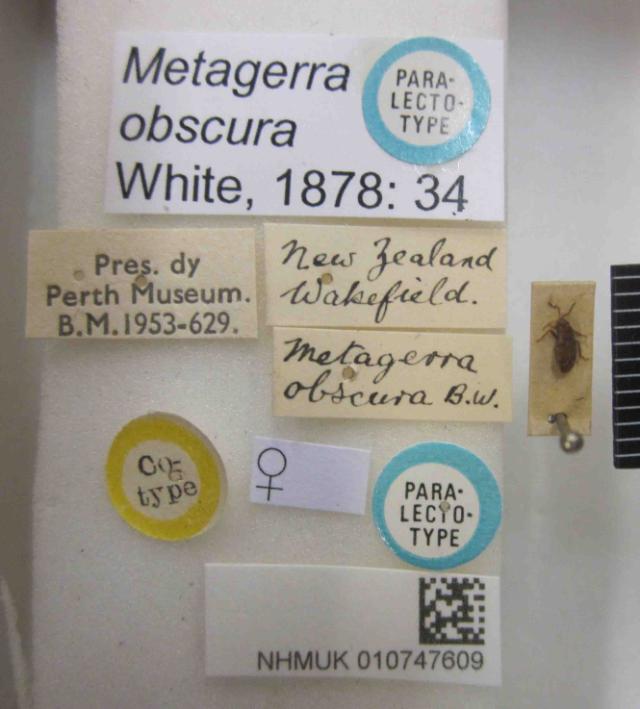 Metagerra
obscura
White, 1878: 34
PARA-
LECTO-
TYPE
Pres. dy
Perth Museum.
B.M.1953-629.
New Zealand
Wakefield.
Metagerra
obscura B.W.
Co-
type
♀
PARA-
LECTO-
TYPE
NHMUK 010747609